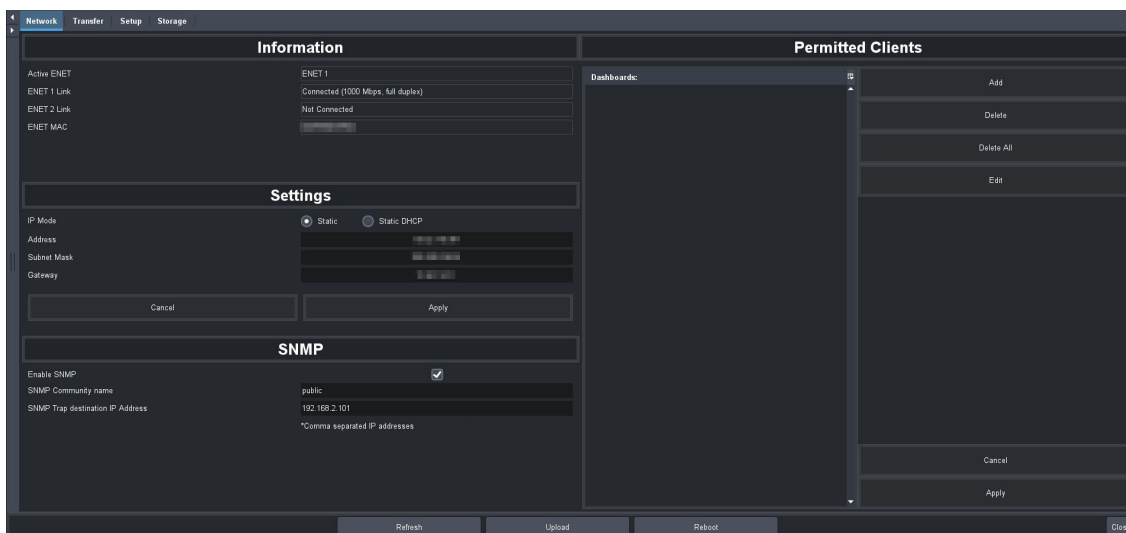 Network Transfer Setup Storage
Information
Active ENET ENET 1
ENET 1 Link Connected (1000 Mbps, full duplex)
ENET 2 Link Not Connected
ENET MAC
Settings
IP Mode Static Static DHCP
Address
Subnet Mask
Gateway
Cancel Apply
SNMP
Enable SNMP
SNMP Community name public
SNMP Trap destination IP Address 192.168.2.101
*Comma separated IP addresses
Permitted Clients
Dashboards:
Add
Delete
Delete All
Edit
Cancel
Apply
Refresh Upload Reboot Clos